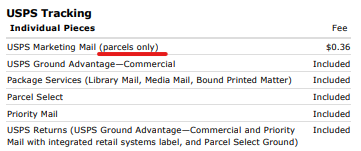 USPS Tracking
Individual Pieces Fee
USPS Marketing Mail (parcels only) $0.36
USPS Ground Advantage—Commercial Included
Package Services (Library Mail, Media Mail, Bound Printed Matter) Included
Parcel Select Included
Priority Mail Included
USPS Returns (USPS Ground Advantage—Commercial and Priority Included
Mail with integrated retail systems label, and Parcel Select Ground)